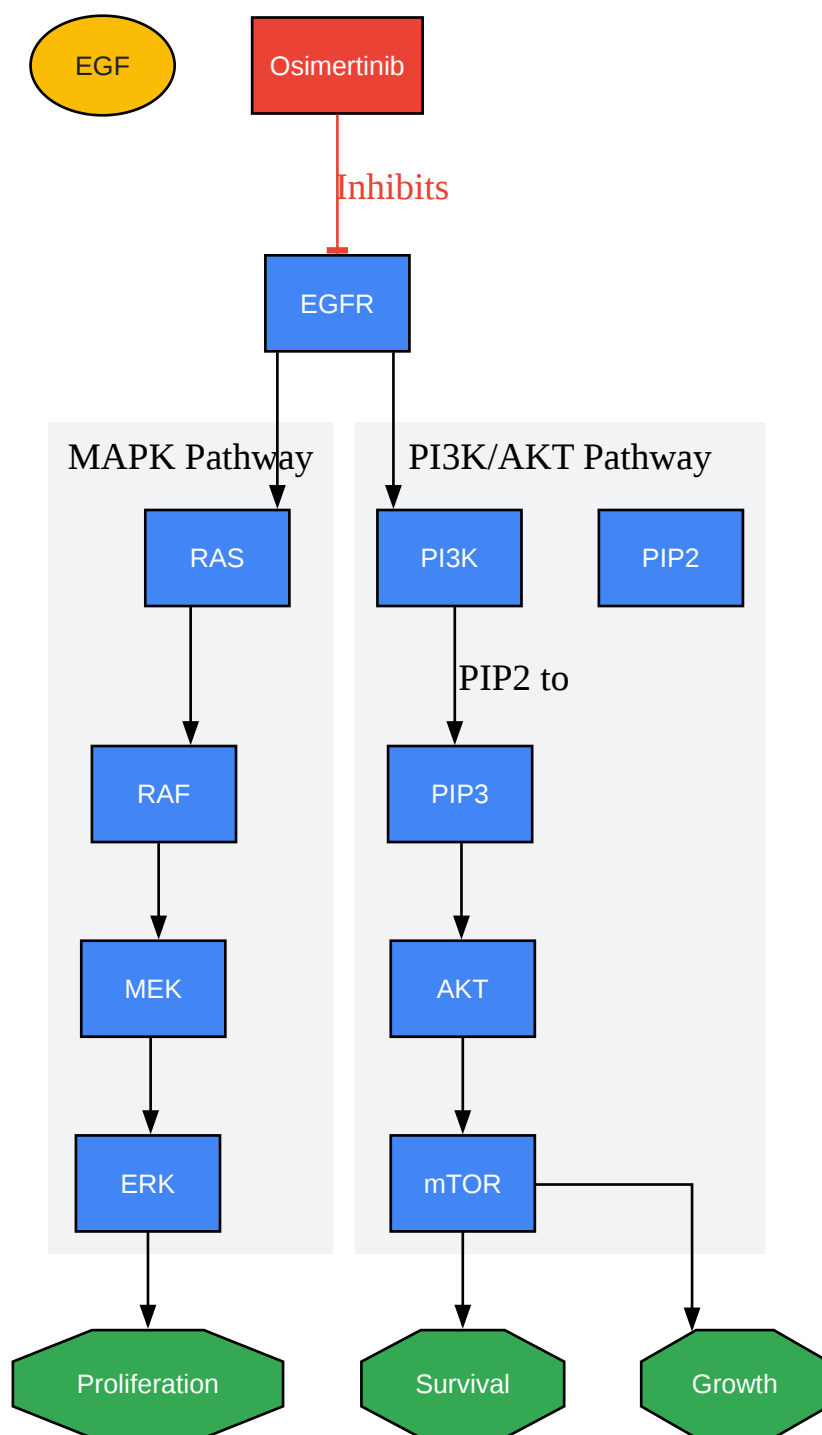 EGF
Osimertinib
Inhibits
EGFR
MAPK Pathway
PI3K/AKT Pathway
RAS
PI3K
PIP2
PIP2 to
RAF
PIP3
MEK
AKT
ERK
mTOR
Proliferation
Survival
Growth